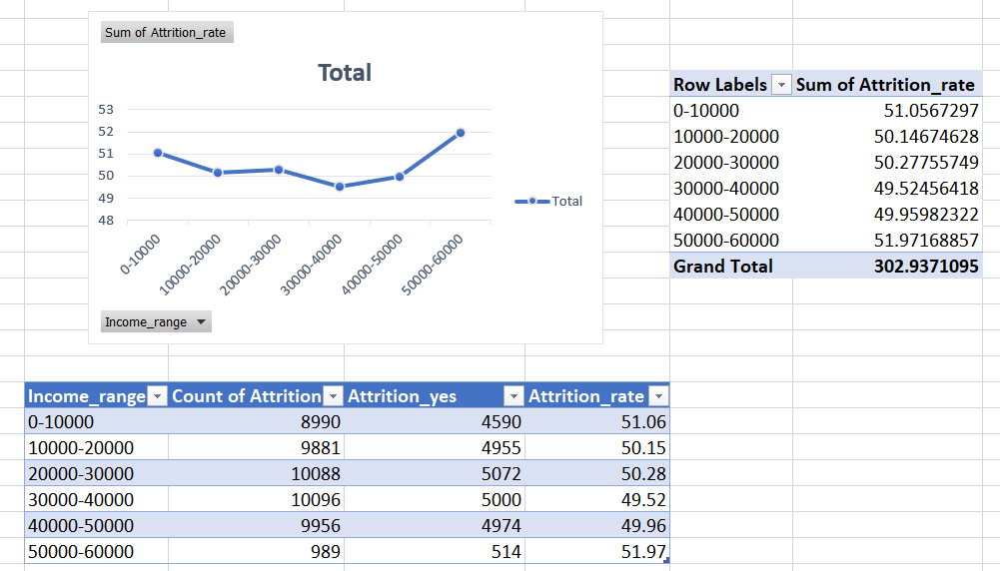 Sum of Attrition_rate
Total
53
52
51
50
49
48
0-10000
10000-20000
20000-30000
30000-40000
40000-50000
50000-60000
Total
Income_range
Row Labels Sum of Attrition_rate
0-10000 51.0567297
10000-20000 50.14674628
20000-30000 50.27755749
30000-40000 49.52456418
40000-50000 49.95982322
50000-60000 51.97168857
Grand Total 302.9371095
Income_range Count of Attrition Attrition_yes Attrition_rate
0-10000 8990 4590 51.06
10000-20000 9881 4955 50.15
20000-30000 10088 5072 50.28
30000-40000 10096 5000 49.52
40000-50000 9956 4974 49.96
50000-60000 989 514 51.97